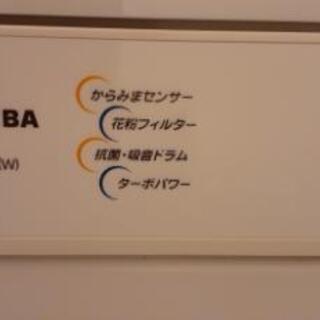 からみまセンサー
BA
花粉フィルター
(W)
抗菌・吸音ドラム
ターボパワー